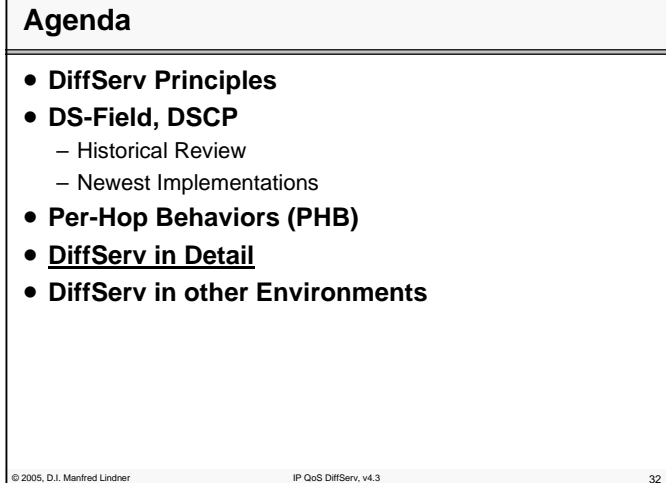 Agenda
• DiffServ Principles
• DS-Field, DSCP
– Historical Review
– Newest Implementations
• Per-Hop Behaviors (PHB)
• DiffServ in Detail
• DiffServ in other Environments
© 2005, D.I. Manfred Lindner IP QoS DiffServ, v4.3 32